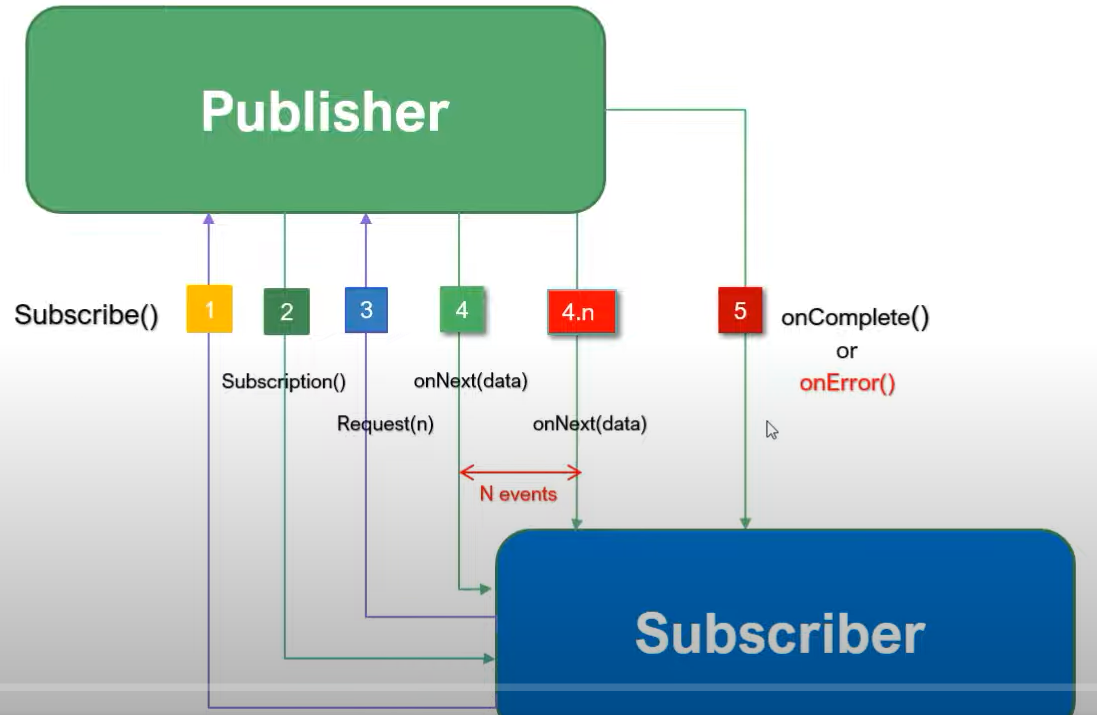 Publisher
Subscribe()
1
2
3
4
4.n
5
onComplete()
or
onError()
Subscription()
onNext(data)
Request(n)
onNext(data)
N events
Subscriber